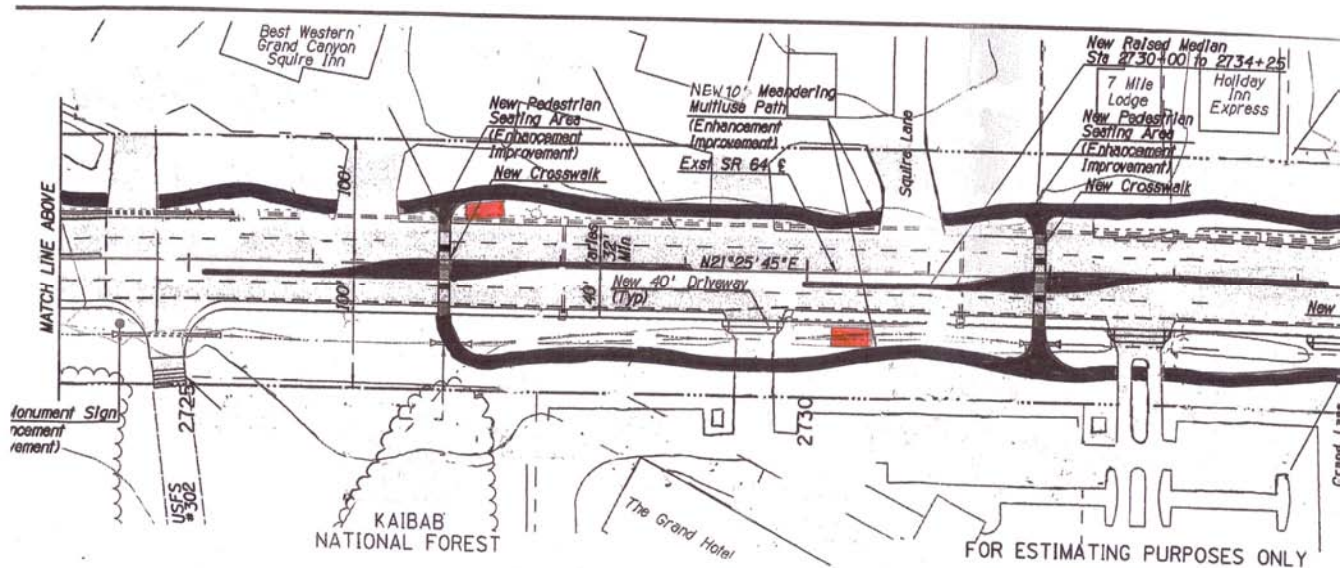 Best Western
Grand Canyon
Squire Inn
New Pedestrian
Seating Area
(Enhancement
Improvement)
New Crosswalk
NEW 10' Meandering
Multiuse Path
(Enhancement
Improvement)
Exst SR 64 ℄
Squire Lane
New Raised Median
Sta 2730+00 to 2734+25
7 Mile
Lodge
Holiday
Inn
Express
New Pedestrian
Seating Area
(Enhancement
Improvement)
New Crosswalk
MATCH LINE ABOVE
100'
100'
Varies
32'
Min
40'
N21°25'45"E
New 40' Driveway
(Typ)
New
Monument Sign
ncement
vement)
2725
USFS
#302
KAIBAB
NATIONAL FOREST
2730
The Grand Hotel
FOR ESTIMATING PURPOSES ONLY